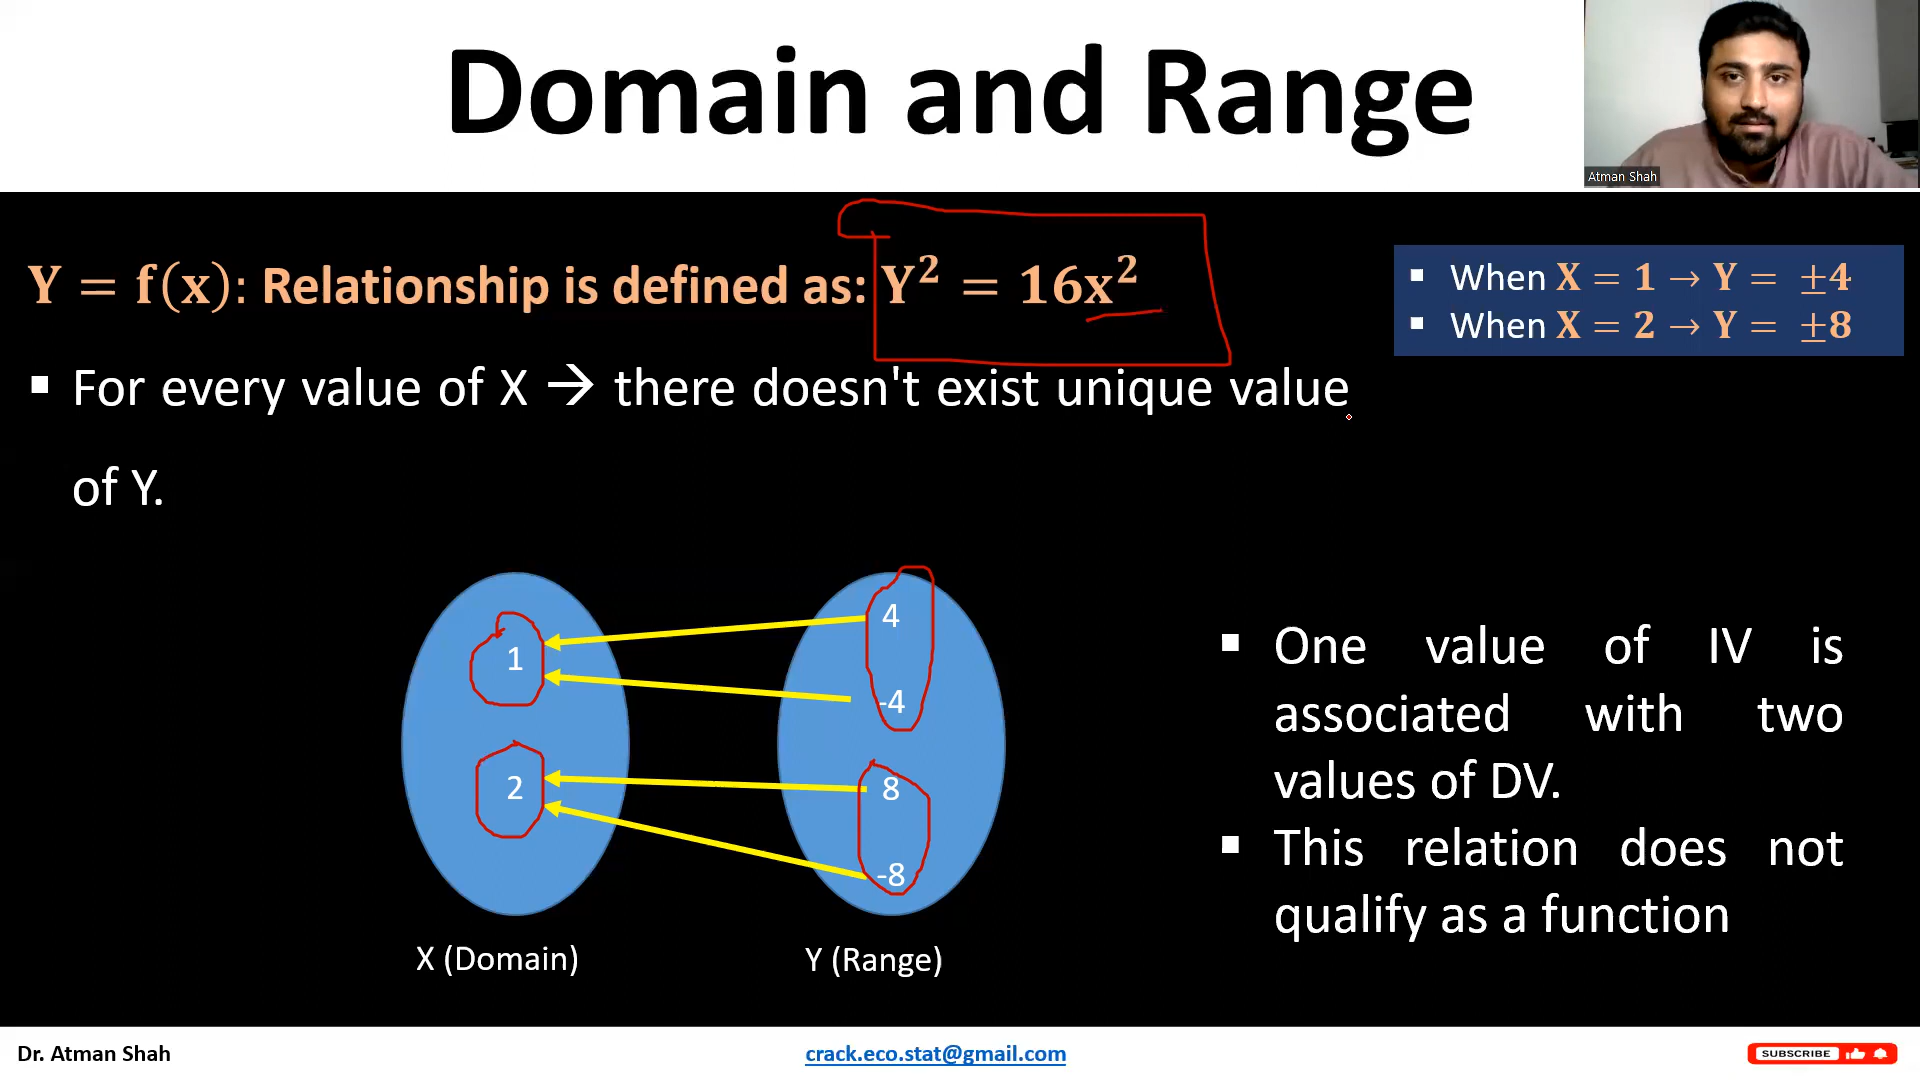 Domain and Range
Atman Shah
Y = f(x): Relationship is defined as: Y² = 16x²
▪ When X = 1 → Y = ±4
▪ When X = 2 → Y = ±8
▪ For every value of X → there doesn't exist unique value
of Y.
4
1
-4
2
8
-8
X (Domain)
Y (Range)
▪ One value of IV is
associated with two
values of DV.
▪ This relation does not
qualify as a function
Dr. Atman Shah
crack.eco.stat@gmail.com
SUBSCRIBE